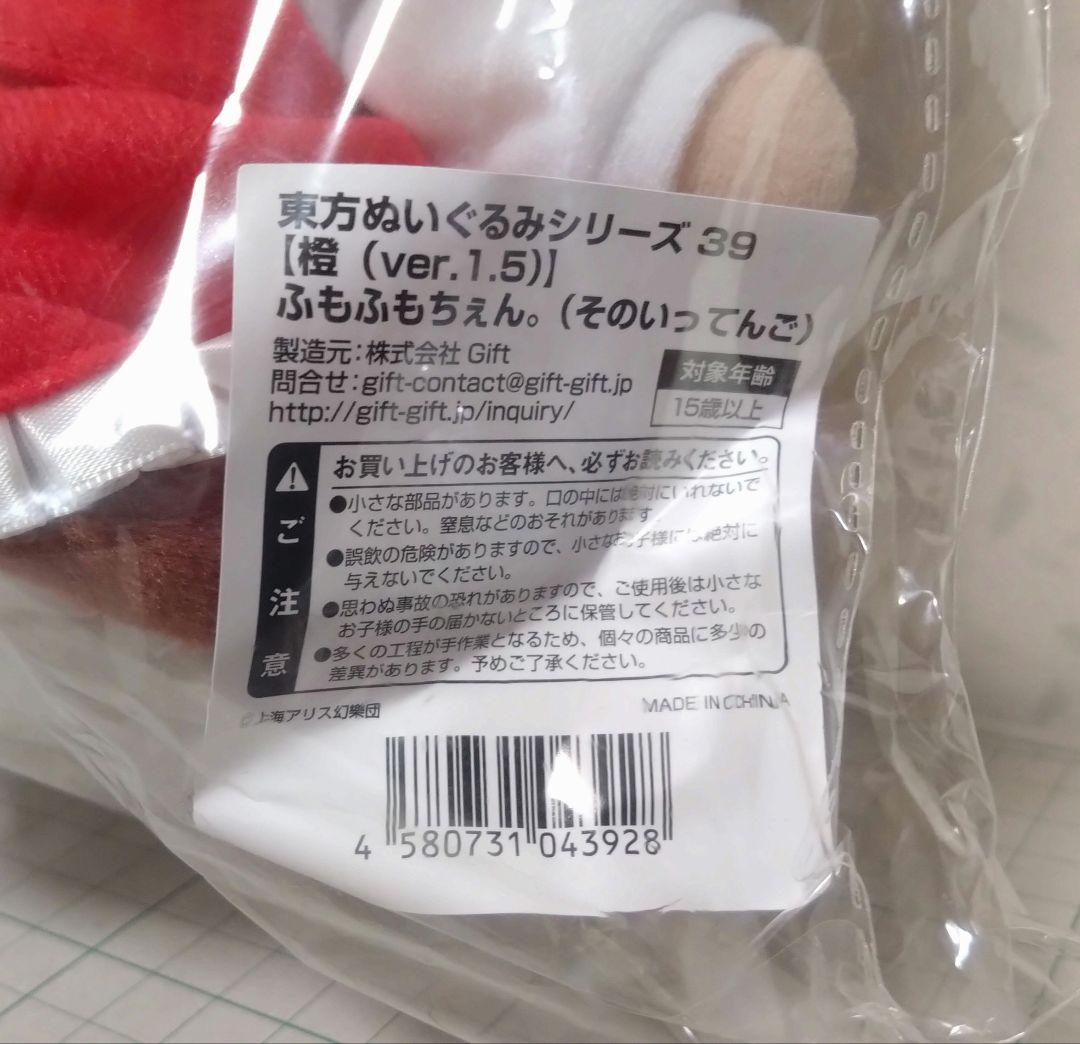 東方ぬいぐるみシリーズ 39
【橙（ver.1.5)】
ふもふもちぇん。（そのいってんご）
製造元：株式会社 Gift
問合せ：gift-contact@gift-gift.jp
http://gift-gift.jp/inquiry/
対象年齢
15歳以上
ご注意
お買い上げのお客様へ、必ずお読みください。
●小さな部品があります。口の中には絶対にいれないで
ください。窒息などのおそれがあります。
●誤飲の危険がありますので、小さなお子様には絶対に
与えないでください。
●思わぬ事故の恐れがありますので、ご使用後は小さな
お子様の手の届かないところに保管してください。
●多くの工程が手作業となるため、個々の商品に多少の
差異があります。予めご了承ください。
©上海アリス幻樂団
MADE IN CHINA
4 580731 043928